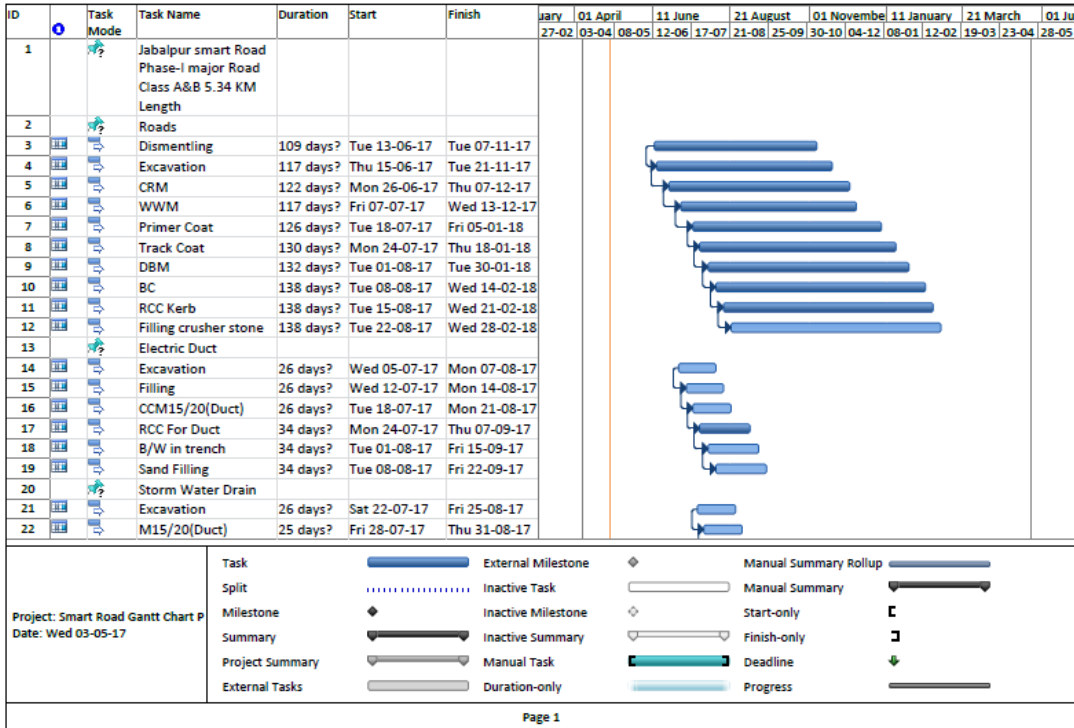 ID Task Mode Task Name Duration Start Finish
uary 01 April 11 June 21 August 01 Novembe 11 January 21 March 01 Ju
27-02 03-04 08-05 12-06 17-07 21-08 25-09 30-10 04-12 08-01 12-02 19-03 23-04 28-05
1 Jabalpur smart Road
Phase-I major Road
Class A&B 5.34 KM
Length
2 Roads
3 Dismentling 109 days? Tue 13-06-17 Tue 07-11-17
4 Excavation 117 days? Thu 15-06-17 Tue 21-11-17
5 CRM 122 days? Mon 26-06-17 Thu 07-12-17
6 WWM 117 days? Fri 07-07-17 Wed 13-12-17
7 Primer Coat 126 days? Tue 18-07-17 Fri 05-01-18
8 Track Coat 130 days? Mon 24-07-17 Thu 18-01-18
9 DBM 132 days? Tue 01-08-17 Tue 30-01-18
10 BC 138 days? Tue 08-08-17 Wed 14-02-18
11 RCC Kerb 138 days? Tue 15-08-17 Wed 21-02-18
12 Filling crusher stone 138 days? Tue 22-08-17 Wed 28-02-18
13 Electric Duct
14 Excavation 26 days? Wed 05-07-17 Mon 07-08-17
15 Filling 26 days? Wed 12-07-17 Mon 14-08-17
16 CCM15/20(Duct) 26 days? Tue 18-07-17 Mon 21-08-17
17 RCC For Duct 34 days? Mon 24-07-17 Thu 07-09-17
18 B/W in trench 34 days? Tue 01-08-17 Fri 15-09-17
19 Sand Filling 34 days? Tue 08-08-17 Fri 22-09-17
20 Storm Water Drain
21 Excavation 26 days? Sat 22-07-17 Fri 25-08-17
22 M15/20(Duct) 25 days? Fri 28-07-17 Thu 31-08-17
Project: Smart Road Gantt Chart P
Date: Wed 03-05-17
Task External Milestone Manual Summary Rollup
Split Inactive Task Manual Summary
Milestone Inactive Milestone Start-only
Summary Inactive Summary Finish-only
Project Summary Manual Task Deadline
External Tasks Duration-only Progress
Page 1